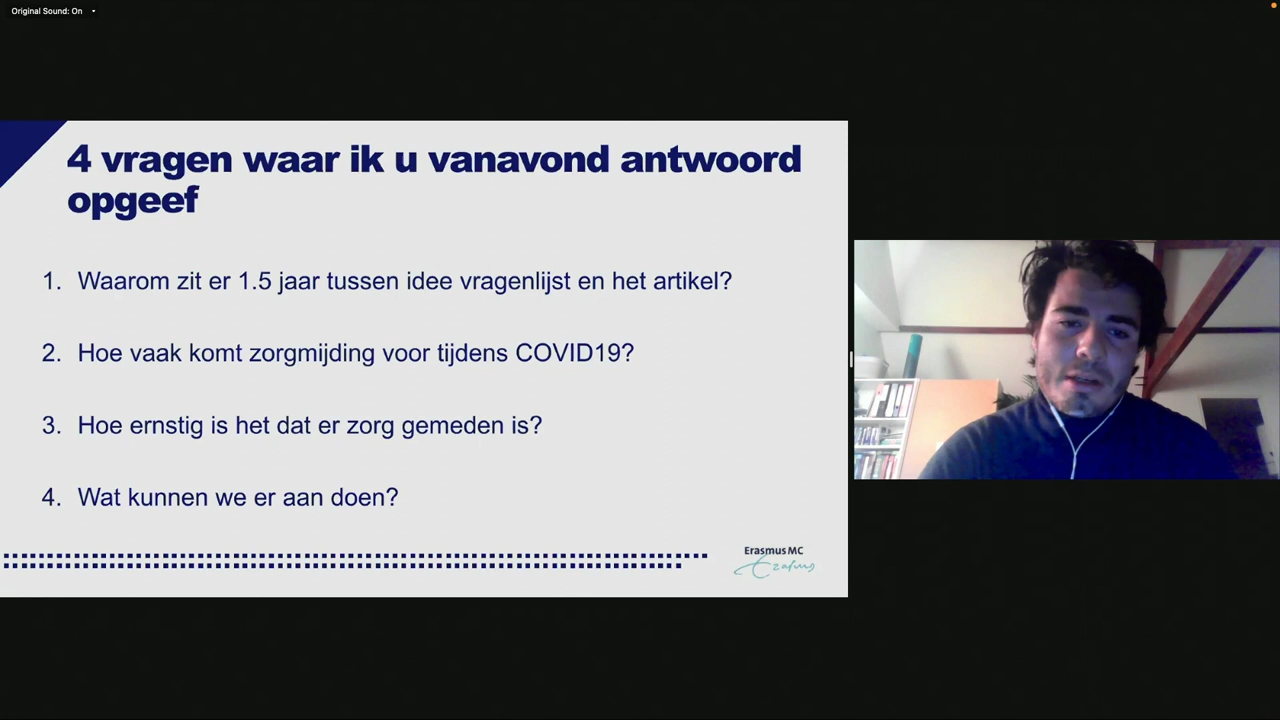 Original Sound: On
4 vragen waar ik u vanavond antwoord
opgeef
1. Waarom zit er 1.5 jaar tussen idee vragenlijst en het artikel?
2. Hoe vaak komt zorgmijding voor tijdens COVID19?
3. Hoe ernstig is het dat er zorg gemeden is?
4. Wat kunnen we er aan doen?
Erasmus MC
Erasmus